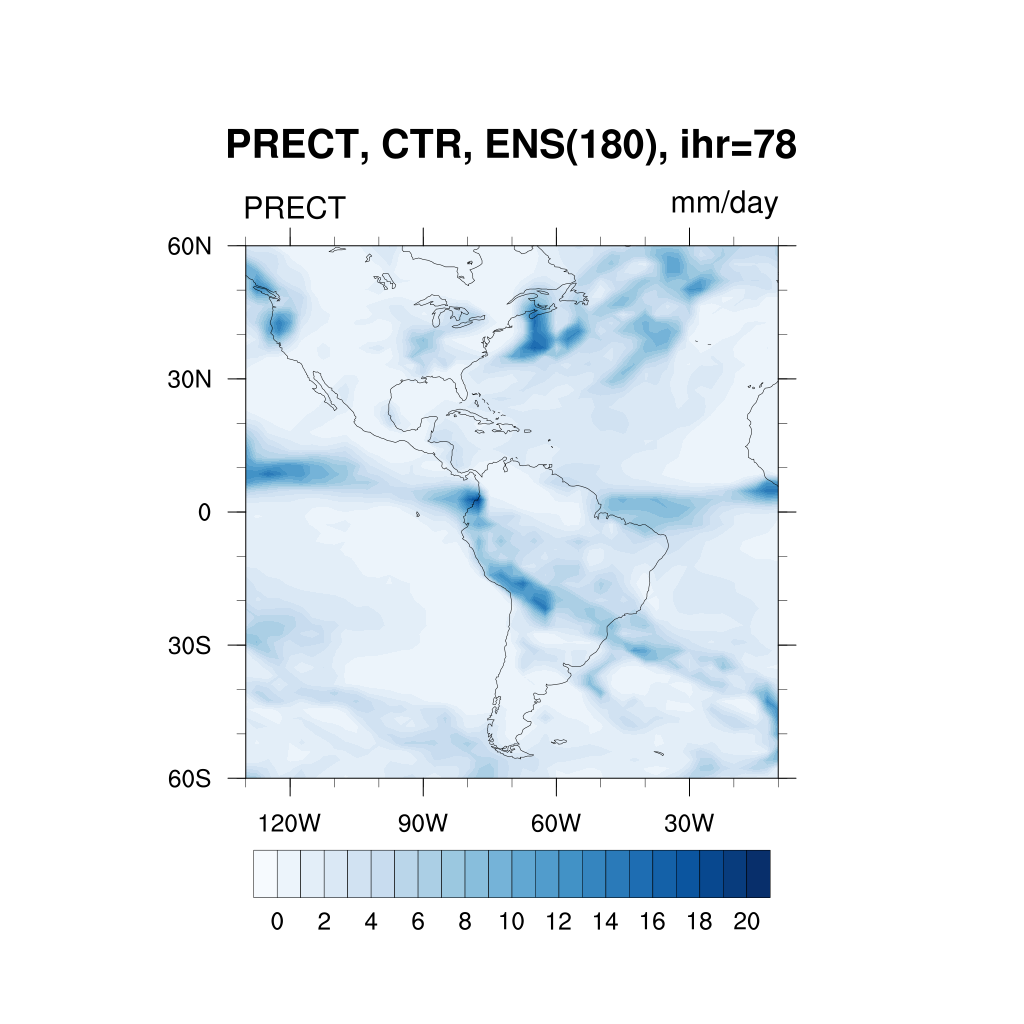 PRECT, CTR, ENS(180), ihr=78
PRECT mm/day
60N
30N
0
30S
60S
120W 90W 60W 30W
0 2 4 6 8 10 12 14 16 18 20